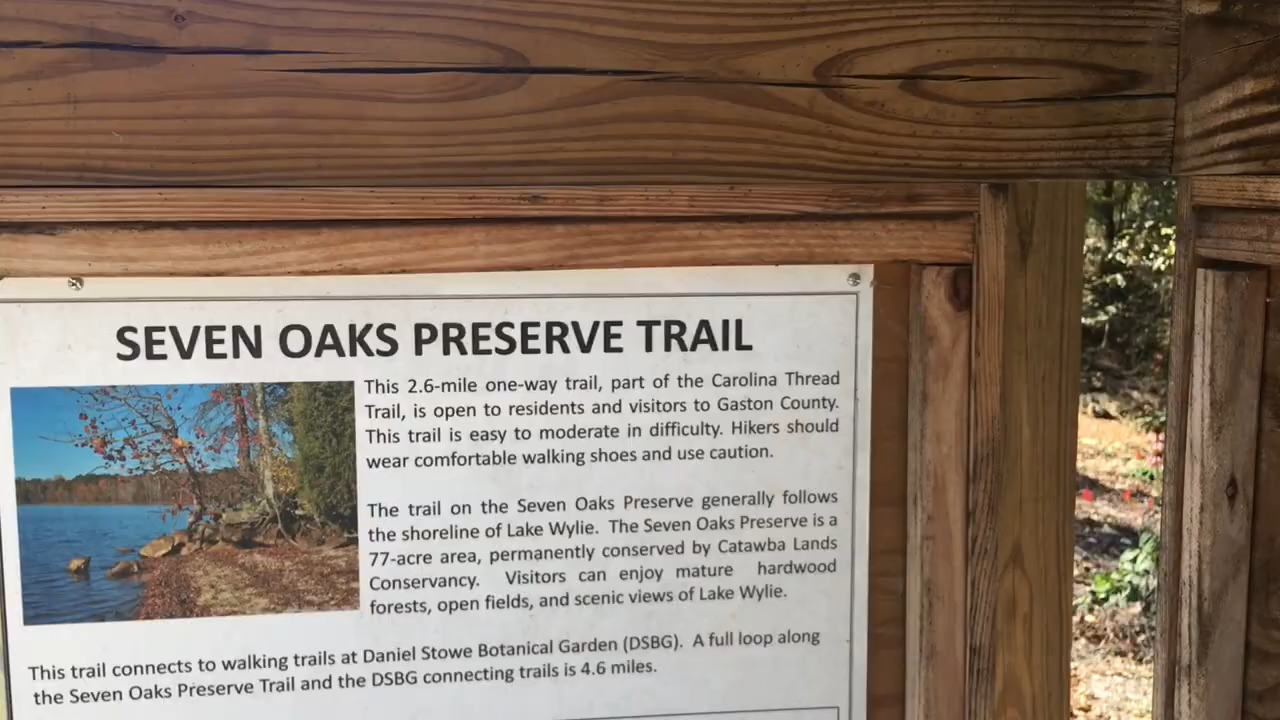 SEVEN OAKS PRESERVE TRAIL
This 2.6-mile one-way trail, part of the Carolina Thread
Trail, is open to residents and visitors to Gaston County.
This trail is easy to moderate in difficulty. Hikers should
wear comfortable walking shoes and use caution.
The trail on the Seven Oaks Preserve generally follows
the shoreline of Lake Wylie. The Seven Oaks Preserve is a
77-acre area, permanently conserved by Catawba Lands
Conservancy. Visitors can enjoy mature hardwood
forests, open fields, and scenic views of Lake Wylie.
This trail connects to walking trails at Daniel Stowe Botanical Garden (DSBG). A full loop along
the Seven Oaks Preserve Trail and the DSBG connecting trails is 4.6 miles.